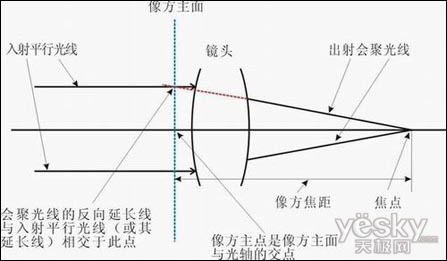 像方主面
入射平行光线
镜头
出射会聚光线
会聚光线的反向延长线
与入射平行光线（或其
延长线）相交于此点
像方焦距
焦点
像方主点是像方主面
与光轴的交点
yesky
天极网